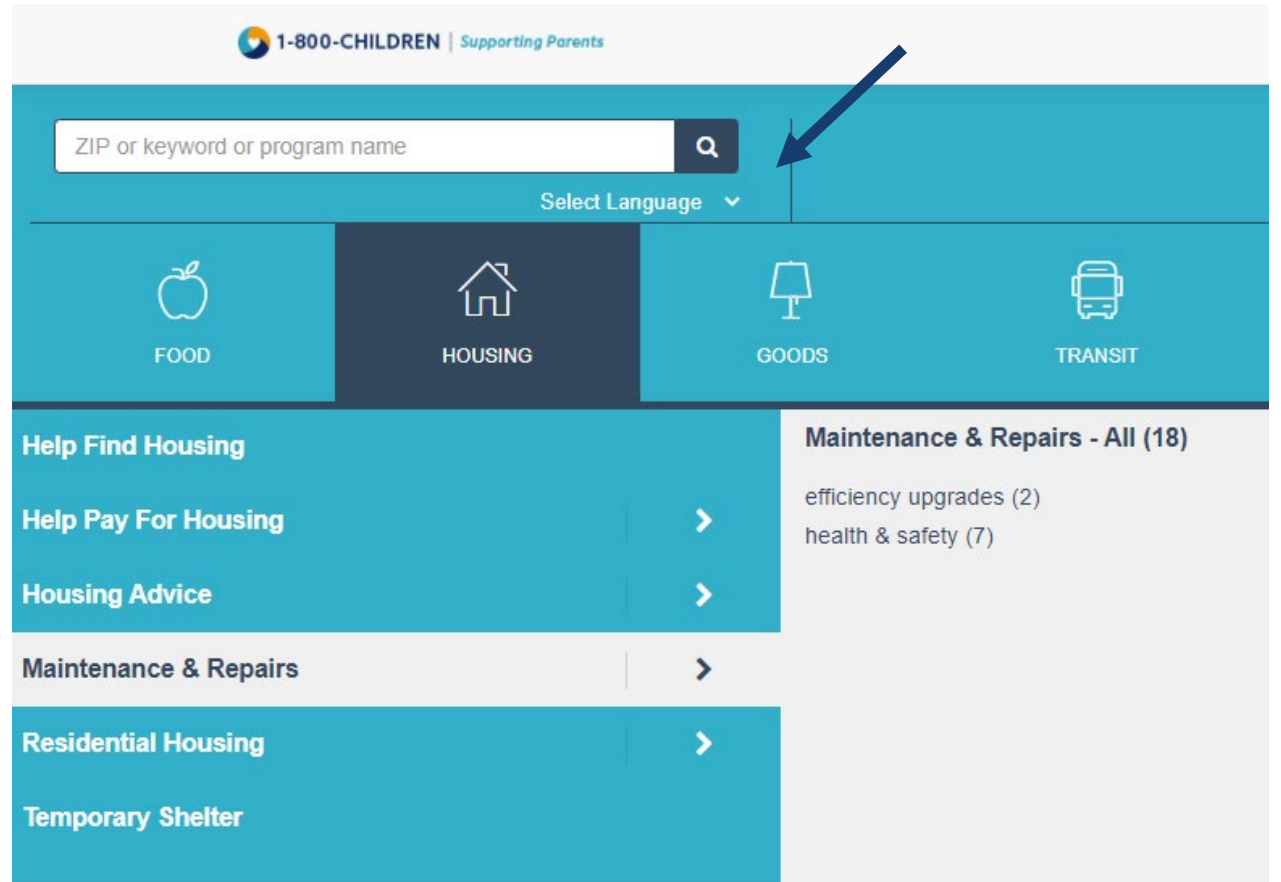 1-800-CHILDREN | Supporting Parents
ZIP or keyword or program name
Select Language
FOOD
HOUSING
GOODS
TRANSIT
Help Find Housing
Help Pay For Housing
Housing Advice
Maintenance & Repairs
Residential Housing
Temporary Shelter
Maintenance & Repairs - All (18)
efficiency upgrades (2)
health & safety (7)